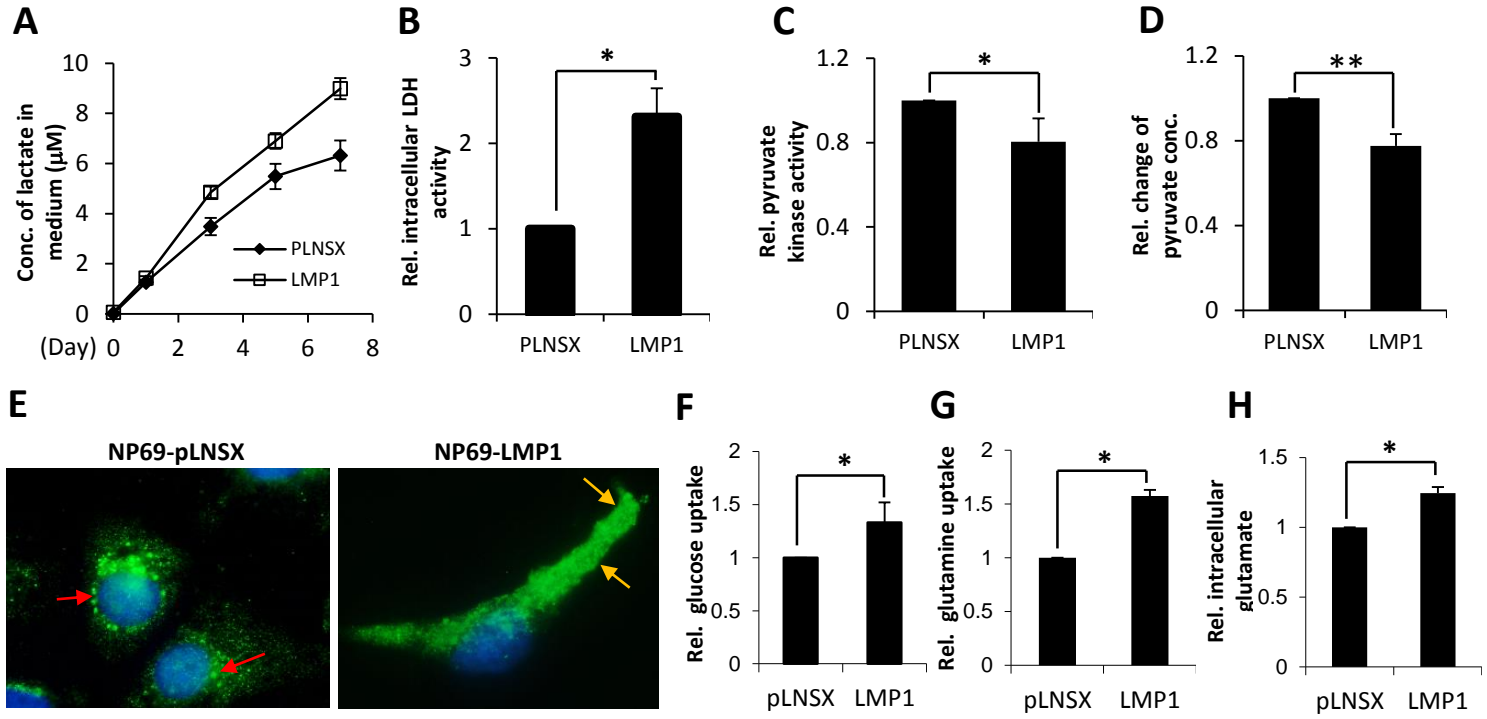 A
Conc. of lactate in
medium (μM)
10
8
6
4
2
0
PLNSX
LMP1
(Day) 0 2 4 6 8
B
Rel. intracellular LDH
activity
3
2
1
0
*
PLNSX LMP1
C
Rel. pyruvate
kinase activity
1.2
0.8
0.4
0
*
PLNSX LMP1
D
Rel. change of
pyruvate conc.
1.2
0.8
0.4
0
**
PLNSX LMP1
E
NP69-pLNSX NP69-LMP1
F
Rel. glucose uptake
2
1.5
1
0.5
0
*
pLNSX LMP1
G
Rel. glutamine uptake
2
1.5
1
0.5
0
*
pLNSX LMP1
H
Rel. intracellular
glutamate
1.5
1
0.5
0
*
pLNSX LMP1